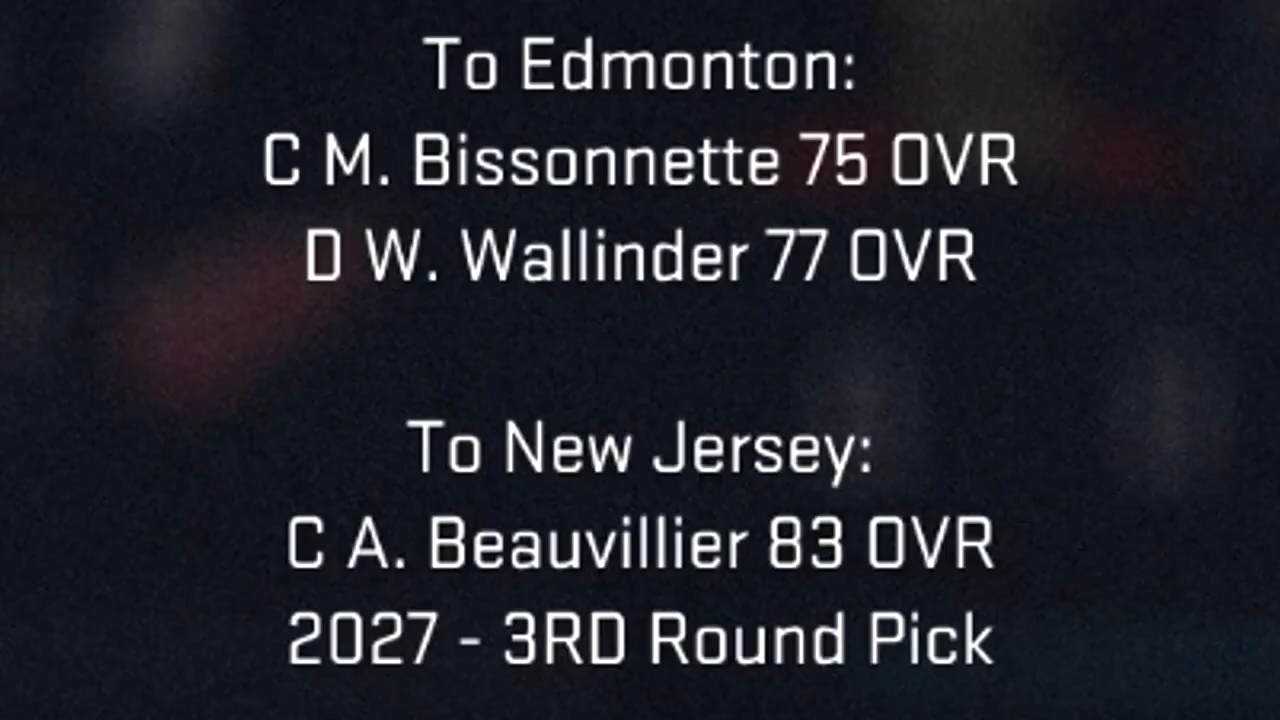 To Edmonton:
C M. Bissonnette 75 OVR
D W. Wallinder 77 OVR
To New Jersey:
C A. Beauvillier 83 OVR
2027 - 3RD Round Pick